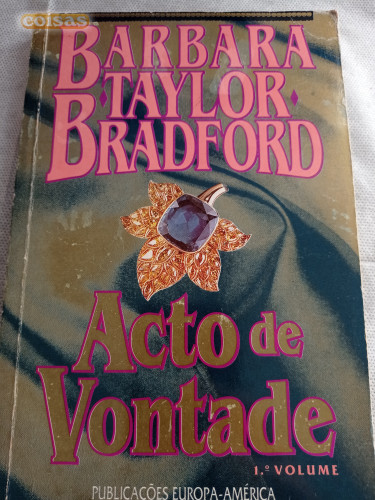 coisas
BARBARA
TAYLOR
BRADFORD
Acto de
Vontade
1.º VOLUME
PUBLICAÇÕES EUROPA-AMÉRICA